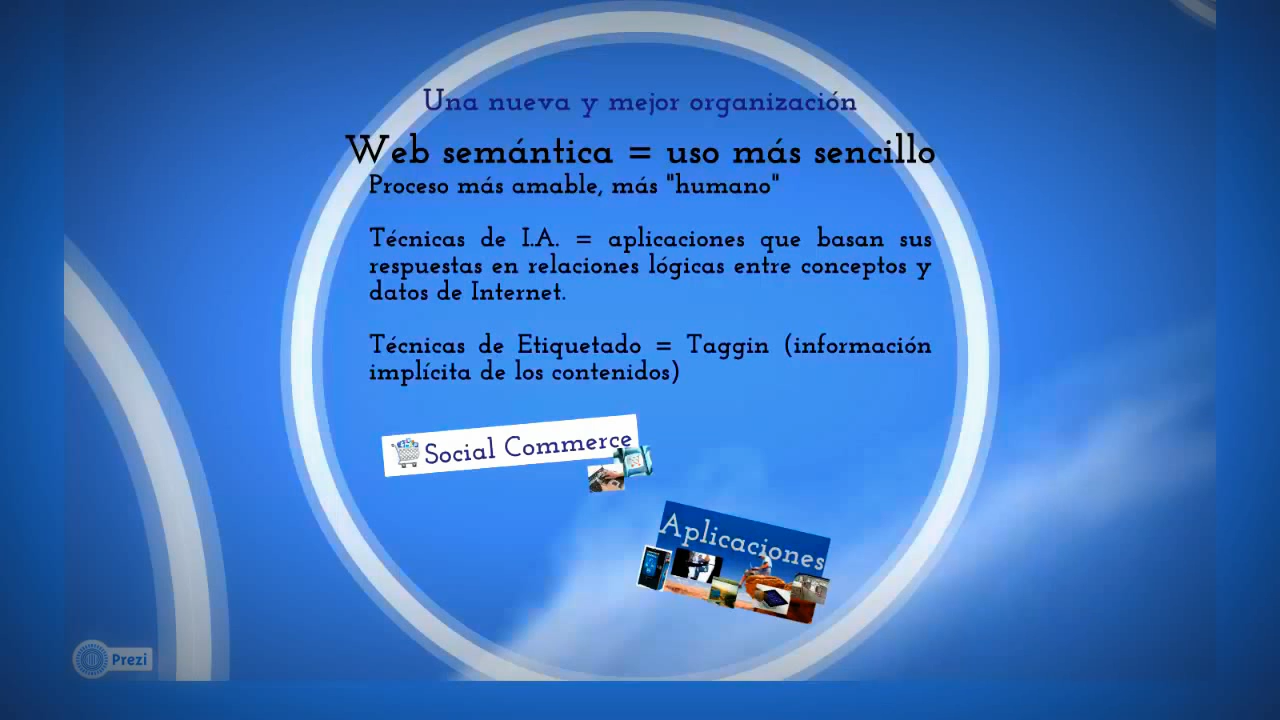 Una nueva y mejor organización
Web semántica = uso más sencillo
Proceso más amable, más "humano"
Técnicas de I.A. = aplicaciones que basan sus
respuestas en relaciones lógicas entre conceptos y
datos de Internet.
Técnicas de Etiquetado = Taggin (información
implícita de los contenidos)
Social Commerce
Aplicaciones
Prezi